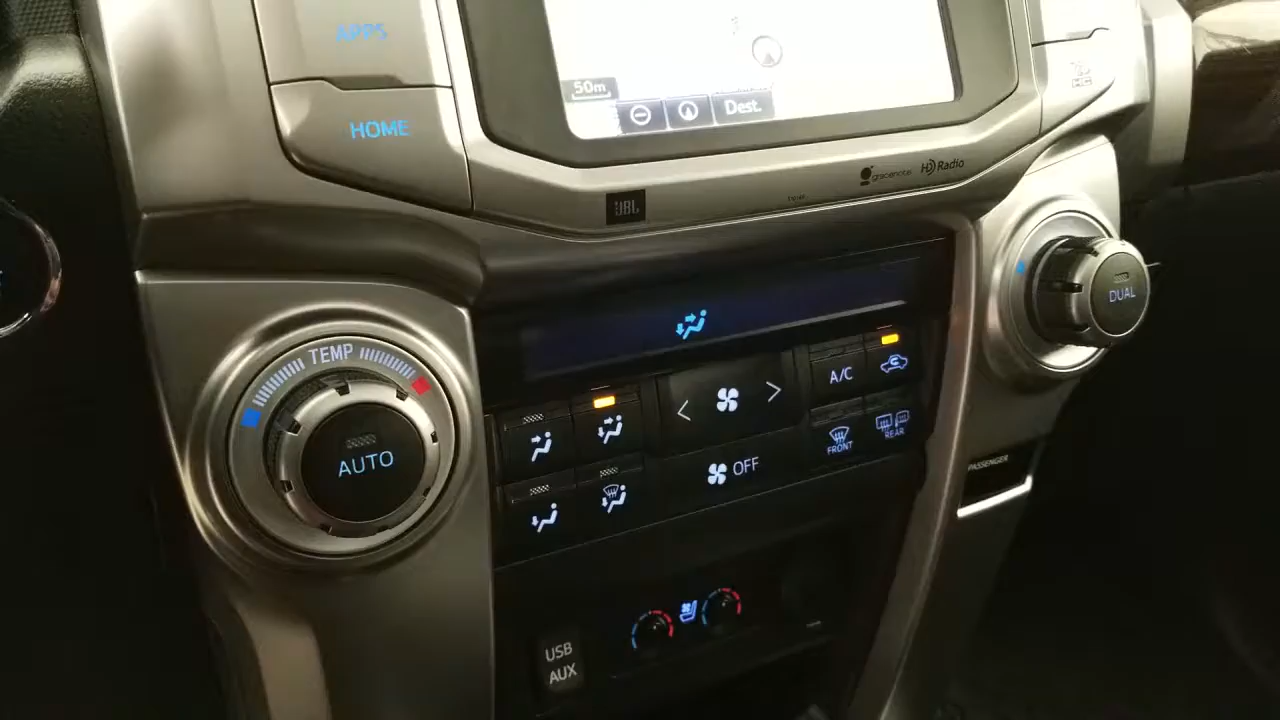 APPS
HOME
50m
Dest.
JBL
gracenote
HD Radio
TEMP
AUTO
DUAL
A/C
FRONT
REAR
OFF
PASSENGER
USB
AUX